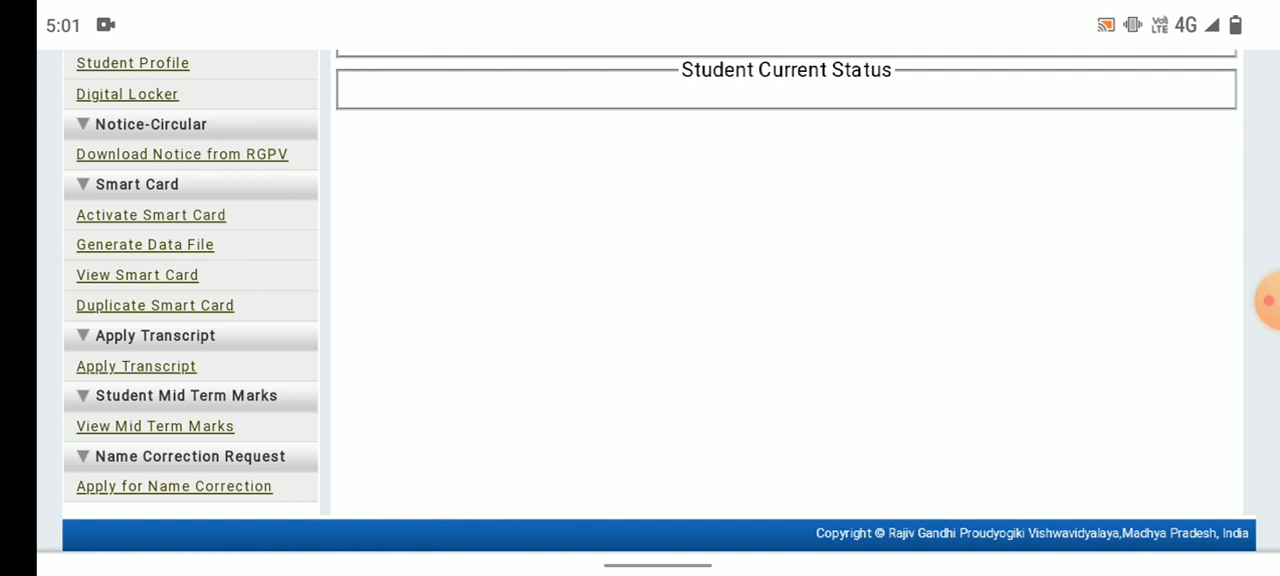 5:01
VoI) LTE 4G
Student Profile
Digital Locker
Notice-Circular
Download Notice from RGPV
Smart Card
Activate Smart Card
Generate Data File
View Smart Card
Duplicate Smart Card
Apply Transcript
Apply Transcript
Student Mid Term Marks
View Mid Term Marks
Name Correction Request
Apply for Name Correction
Student Current Status
Copyright © Rajiv Gandhi Proudyogiki Vishwavidyalaya,Madhya Pradesh, India